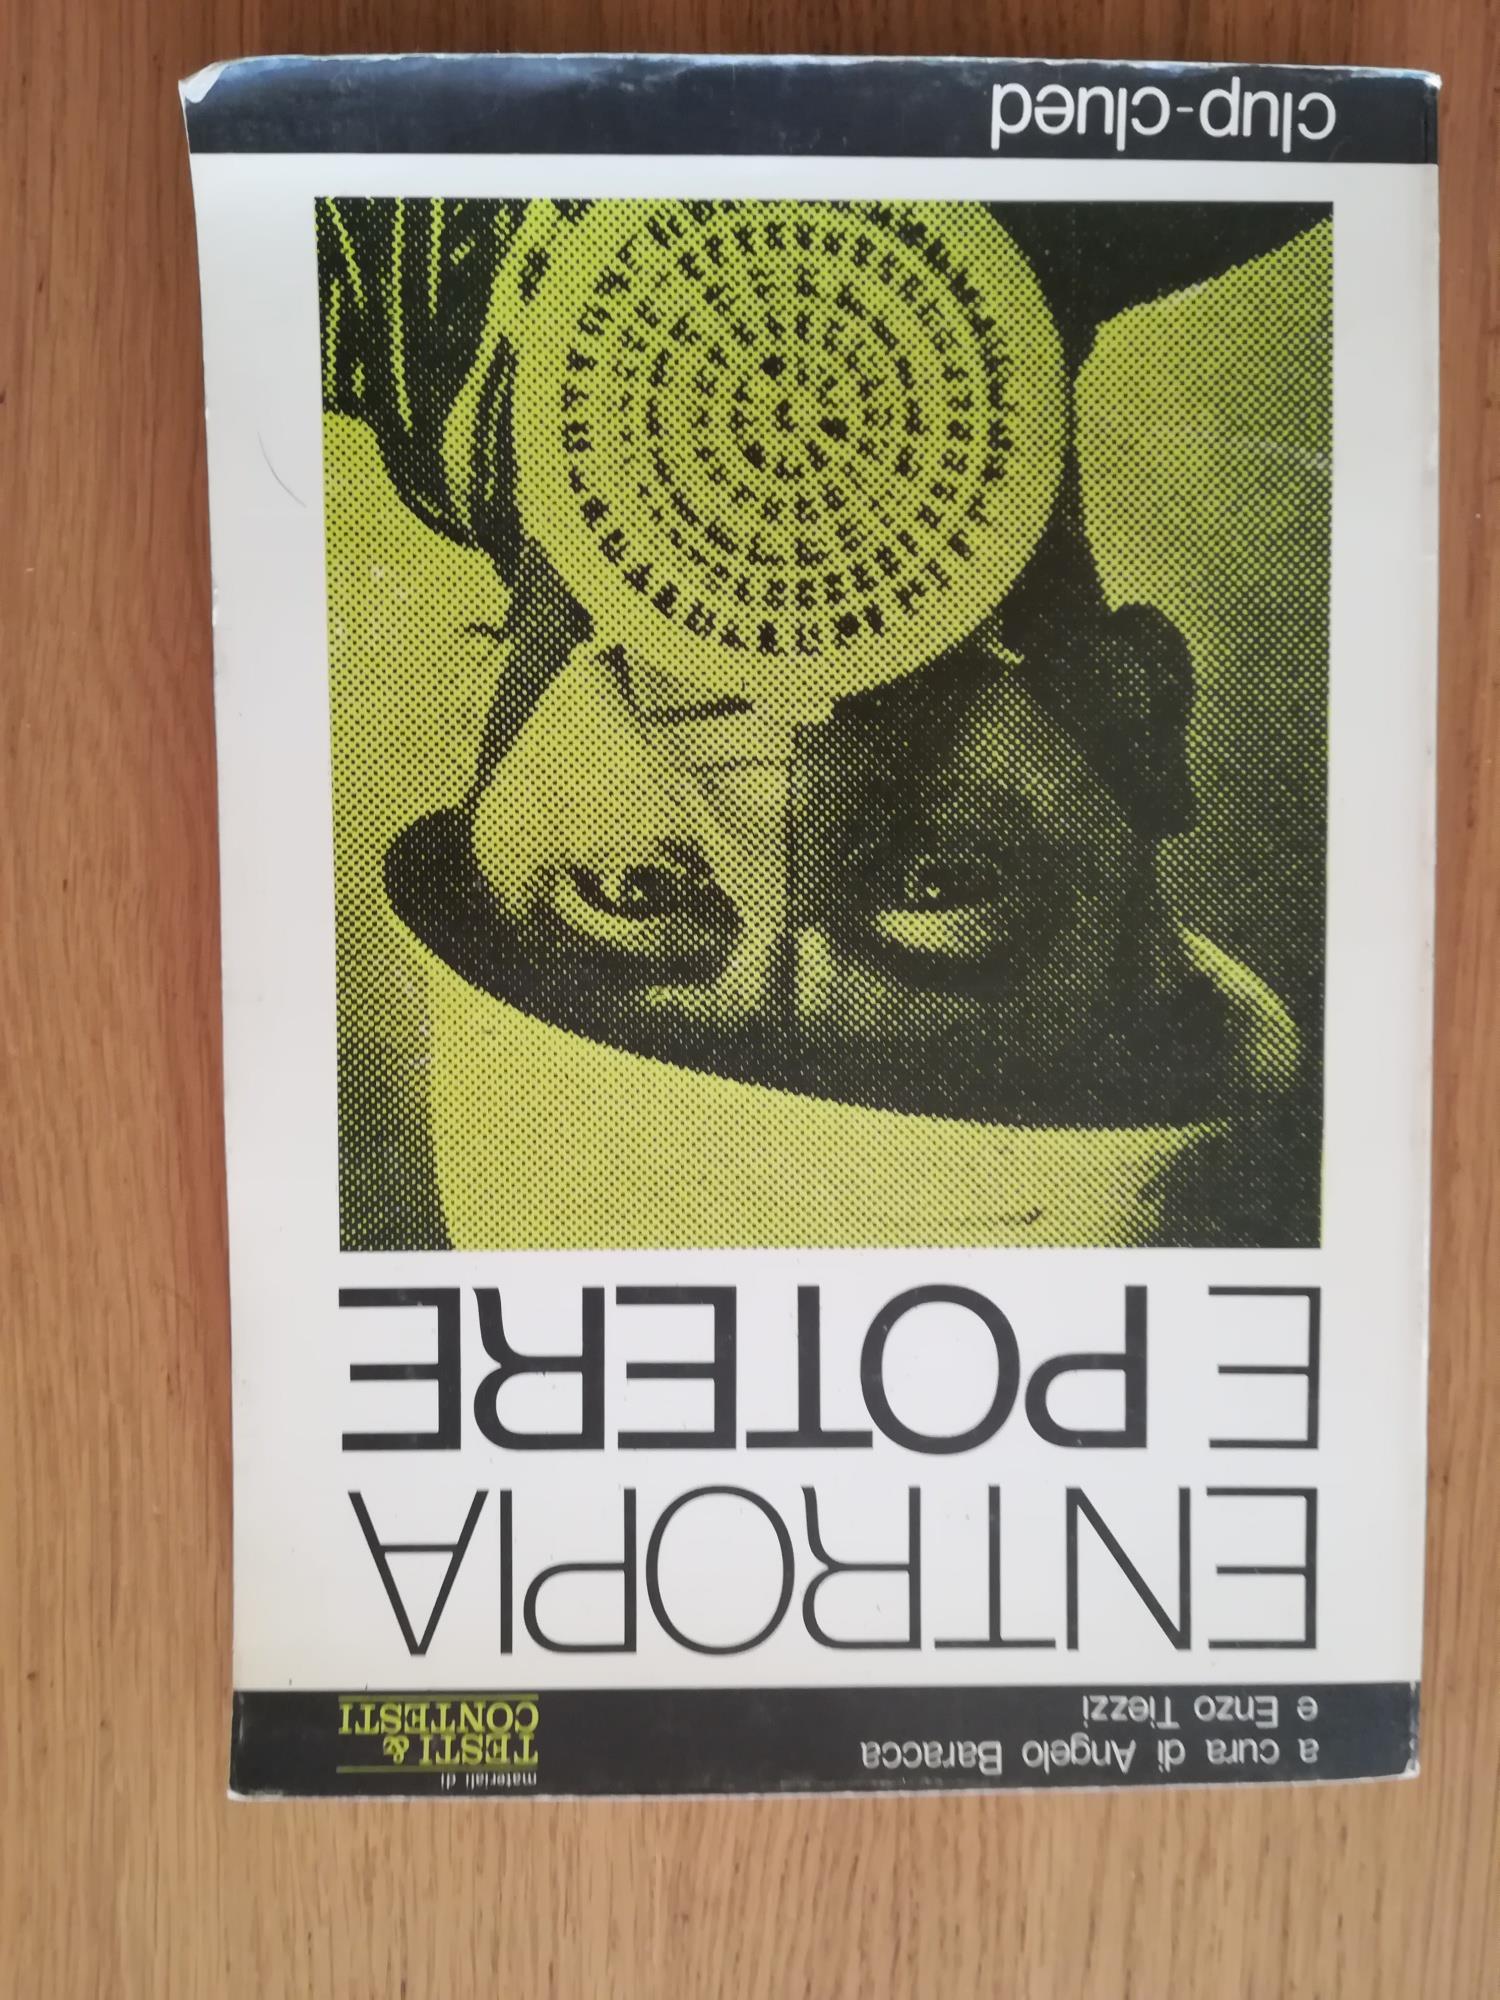 a cura di Angelo Baracca
e Enzo Tiezzi
materiali di
TESTI &
CONTESTI
ENTROPIA
E POTERE
clup-clued